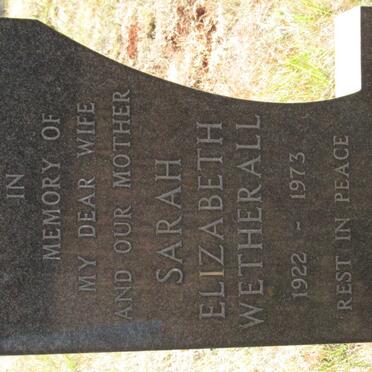 IN
MEMORY OF
MY DEAR WIFE
AND OUR MOTHER
SARAH
ELIZABETH
WETHERALL
1922 - 1973
REST IN PEACE